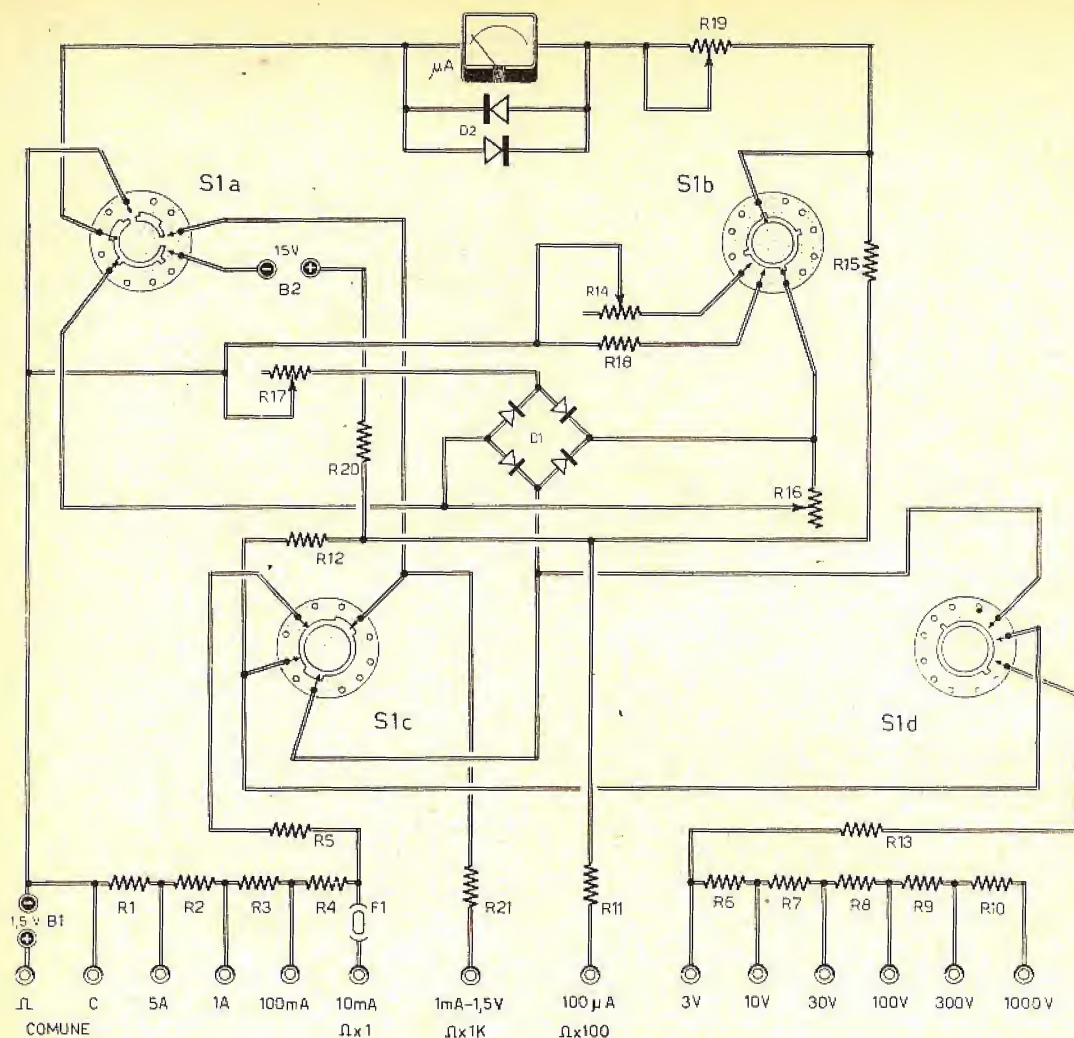 R19
µA
D2
S1a
S1b
15V
B2
R15
R14
R18
R17
D1
R20
R16
R12
S1c
S1d
R5
R13
R1 R2 R3 R4 F1 R21 R11 R6 R7 R8 R9 R10
1,5 V B1
Ω C 5A 1A 100mA 10mA 1mA-1,5V 100µA 3V 10V 30V 100V 300V 1000V
COMUNE Ωx1 Ωx1K Ωx100